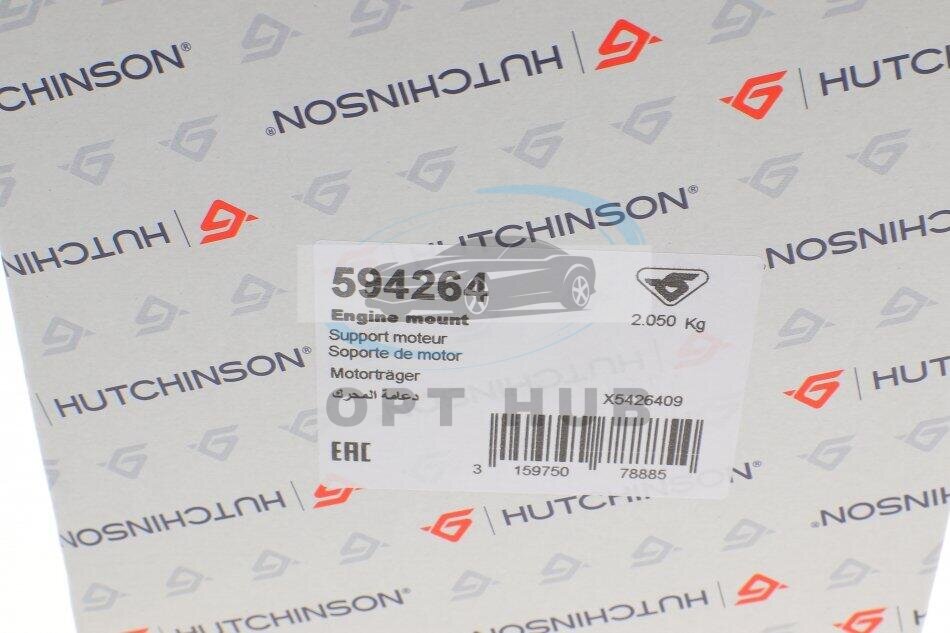 HUTCHINSON®
HUTCHINSON®
HUTCHINSON
HUTCHINSON
HUTCHINSON®
HUTCHINSON
594264
Engine mount
Support moteur
Soporte de motor
Motorträger
دعامة المحرك
2.050 Kg
X5426409
OPT HUB
EAC
3 159750 78885
HUTCHINSON®
HUTCHINSON
HUTCHINSON
HUTCHINSON®
HUTCHINSON®
HUTCHINSON®
HUTCHINSON